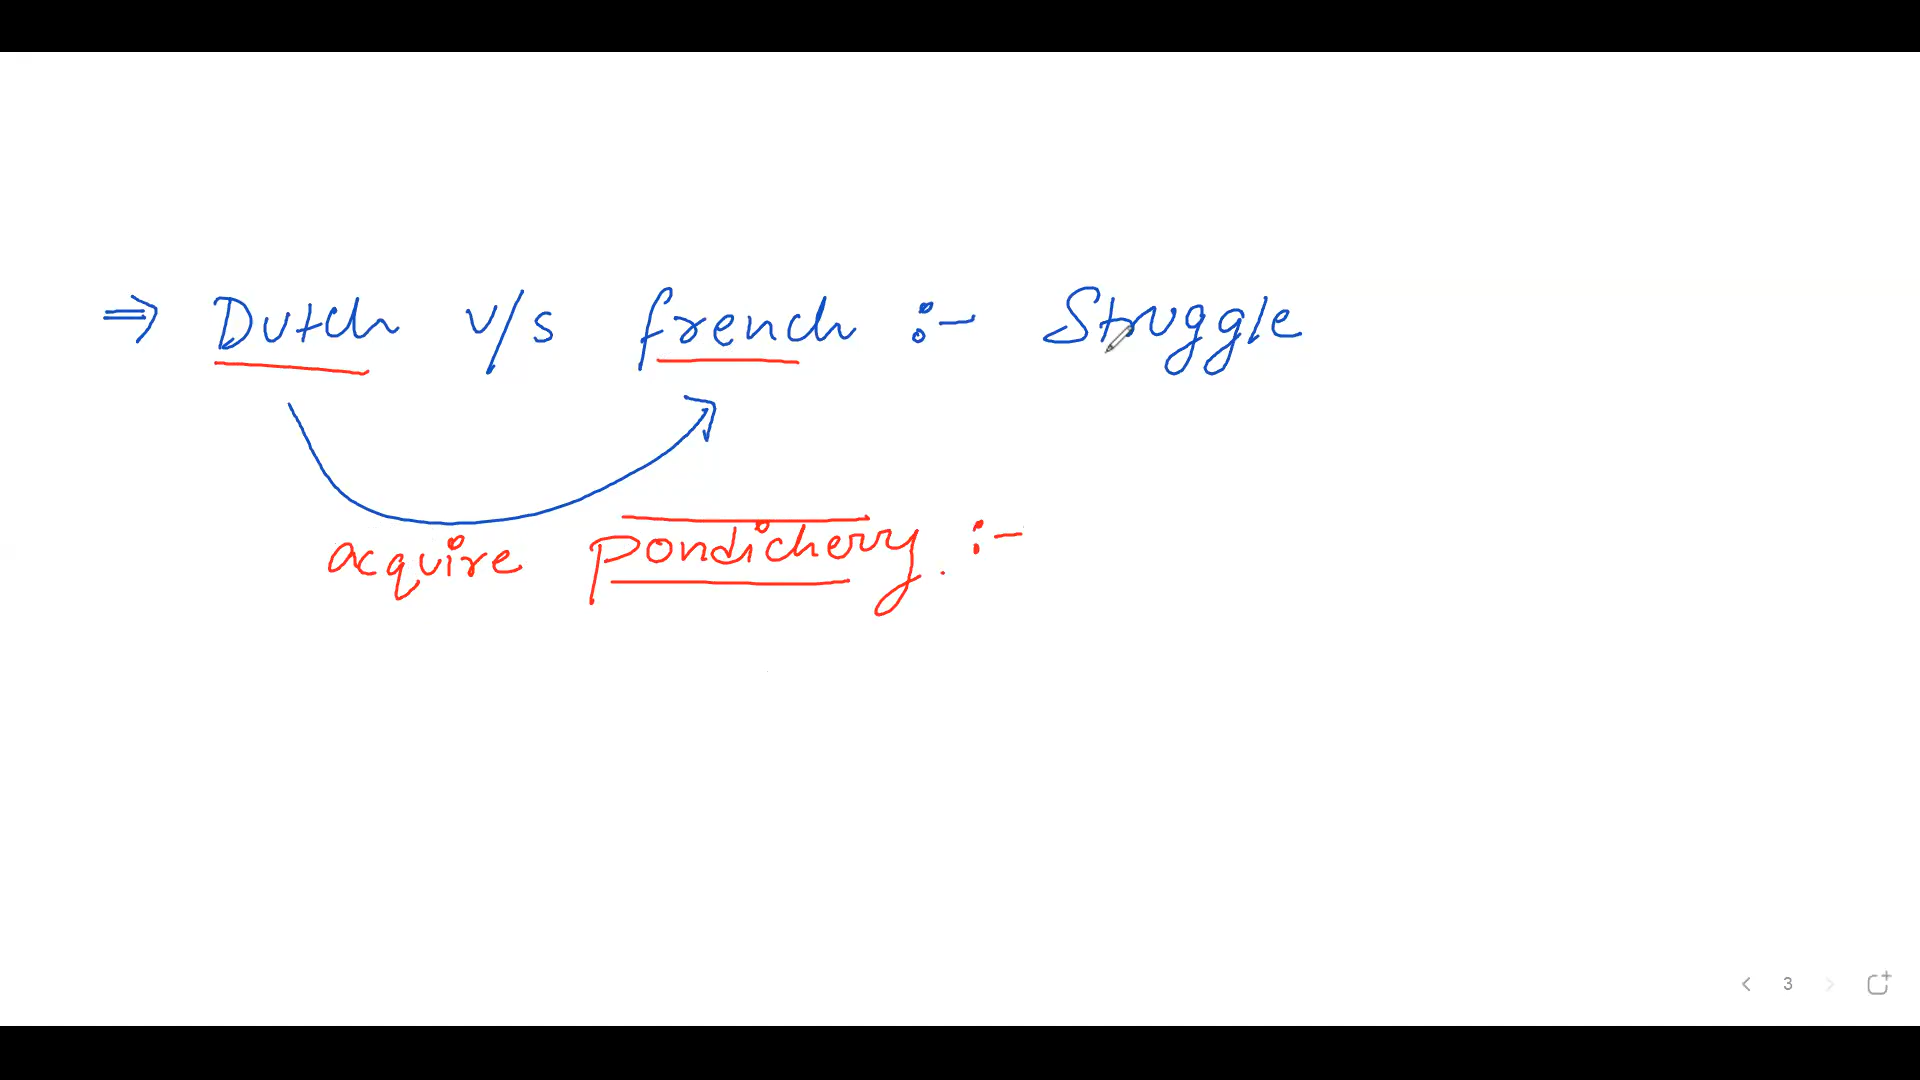 ⇒ Dutch v/s french :- Struggle
acquire pondicherry. :-
3